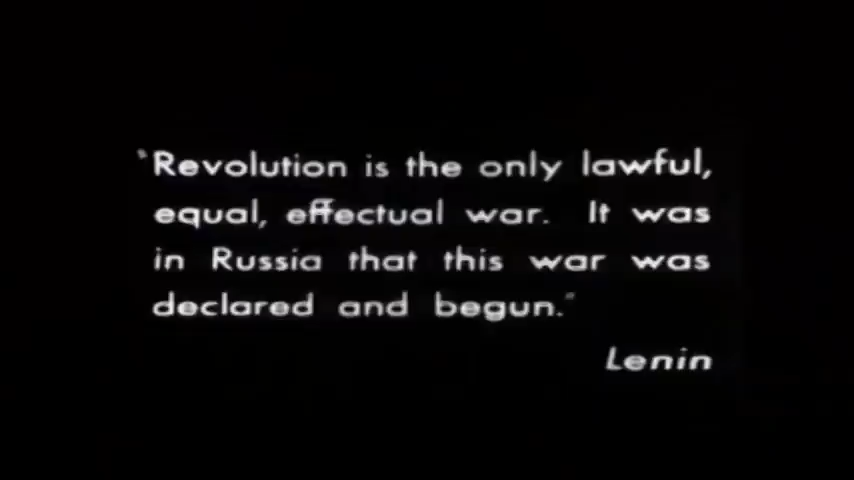 "Revolution is the only lawful,
equal, effectual war. It was
in Russia that this war was
declared and begun."
Lenin